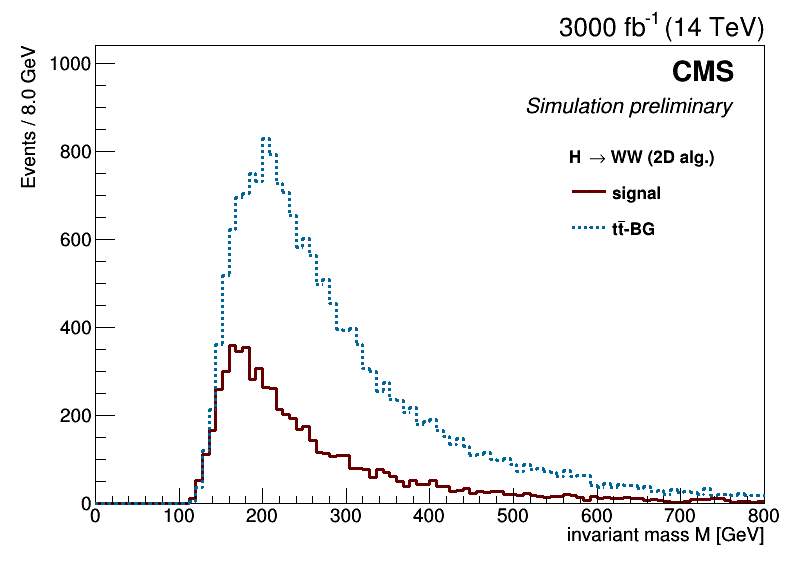 3000 fb⁻¹ (14 TeV)
Events / 8.0 GeV
CMS
Simulation preliminary
H → WW (2D alg.)
signal
tt̄-BG
1000
800
600
400
200
0
0 100 200 300 400 500 600 700 800
invariant mass M [GeV]